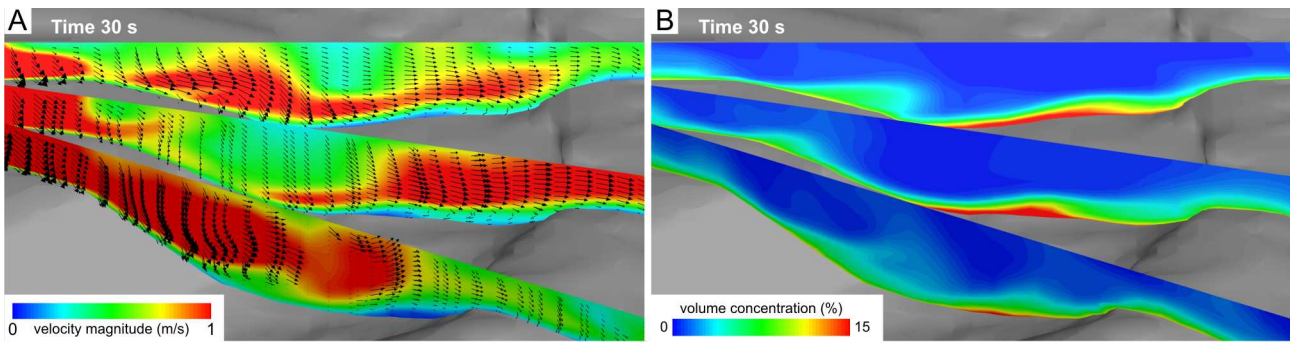 A
Time 30 s
0
1
velocity magnitude (m/s)
B
Time 30 s
volume concentration (%)
0
15